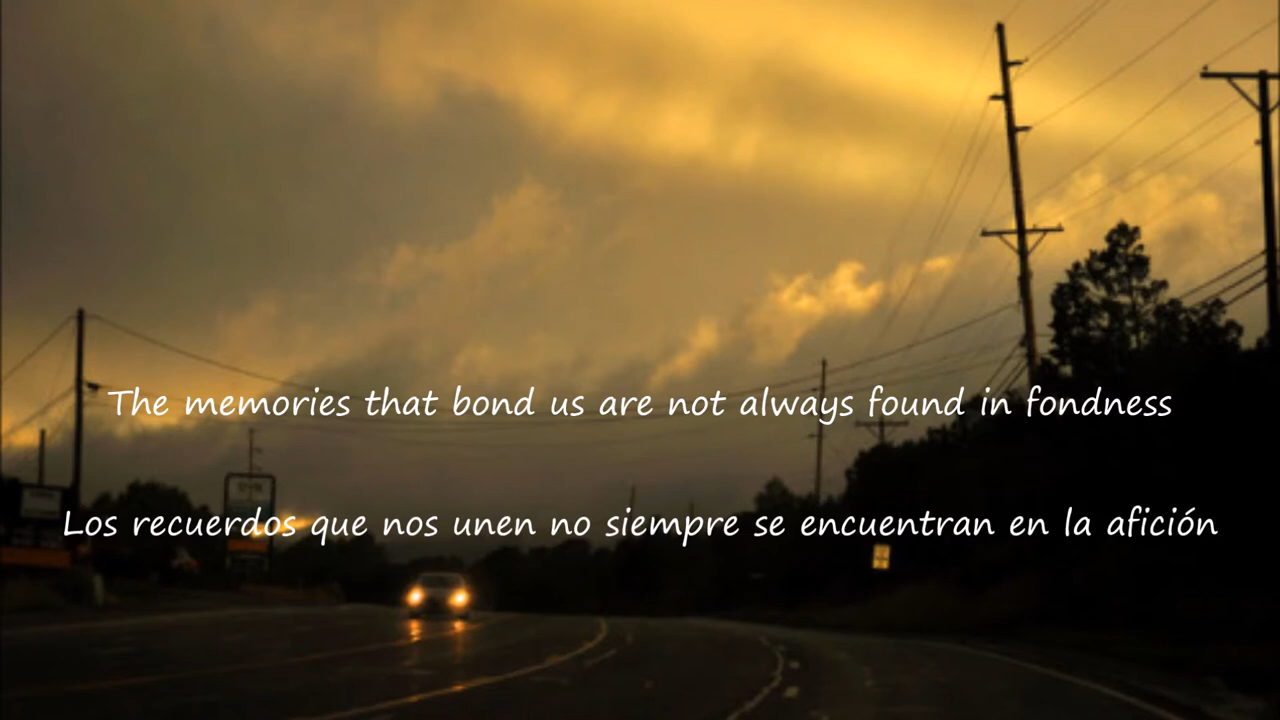 The memories that bond us are not always found in fondness
Los recuerdos que nos unen no siempre se encuentran en la afición